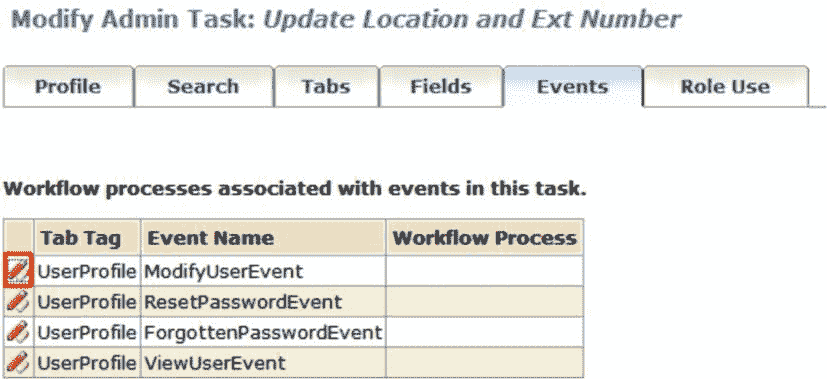 Modify Admin Task: Update Location and Ext Number
Profile Search Tabs Fields Events Role Use
Workflow processes associated with events in this task.
Tab Tag Event Name Workflow Process
UserProfile ModifyUserEvent
UserProfile ResetPasswordEvent
UserProfile ForgottenPasswordEvent
UserProfile ViewUserEvent